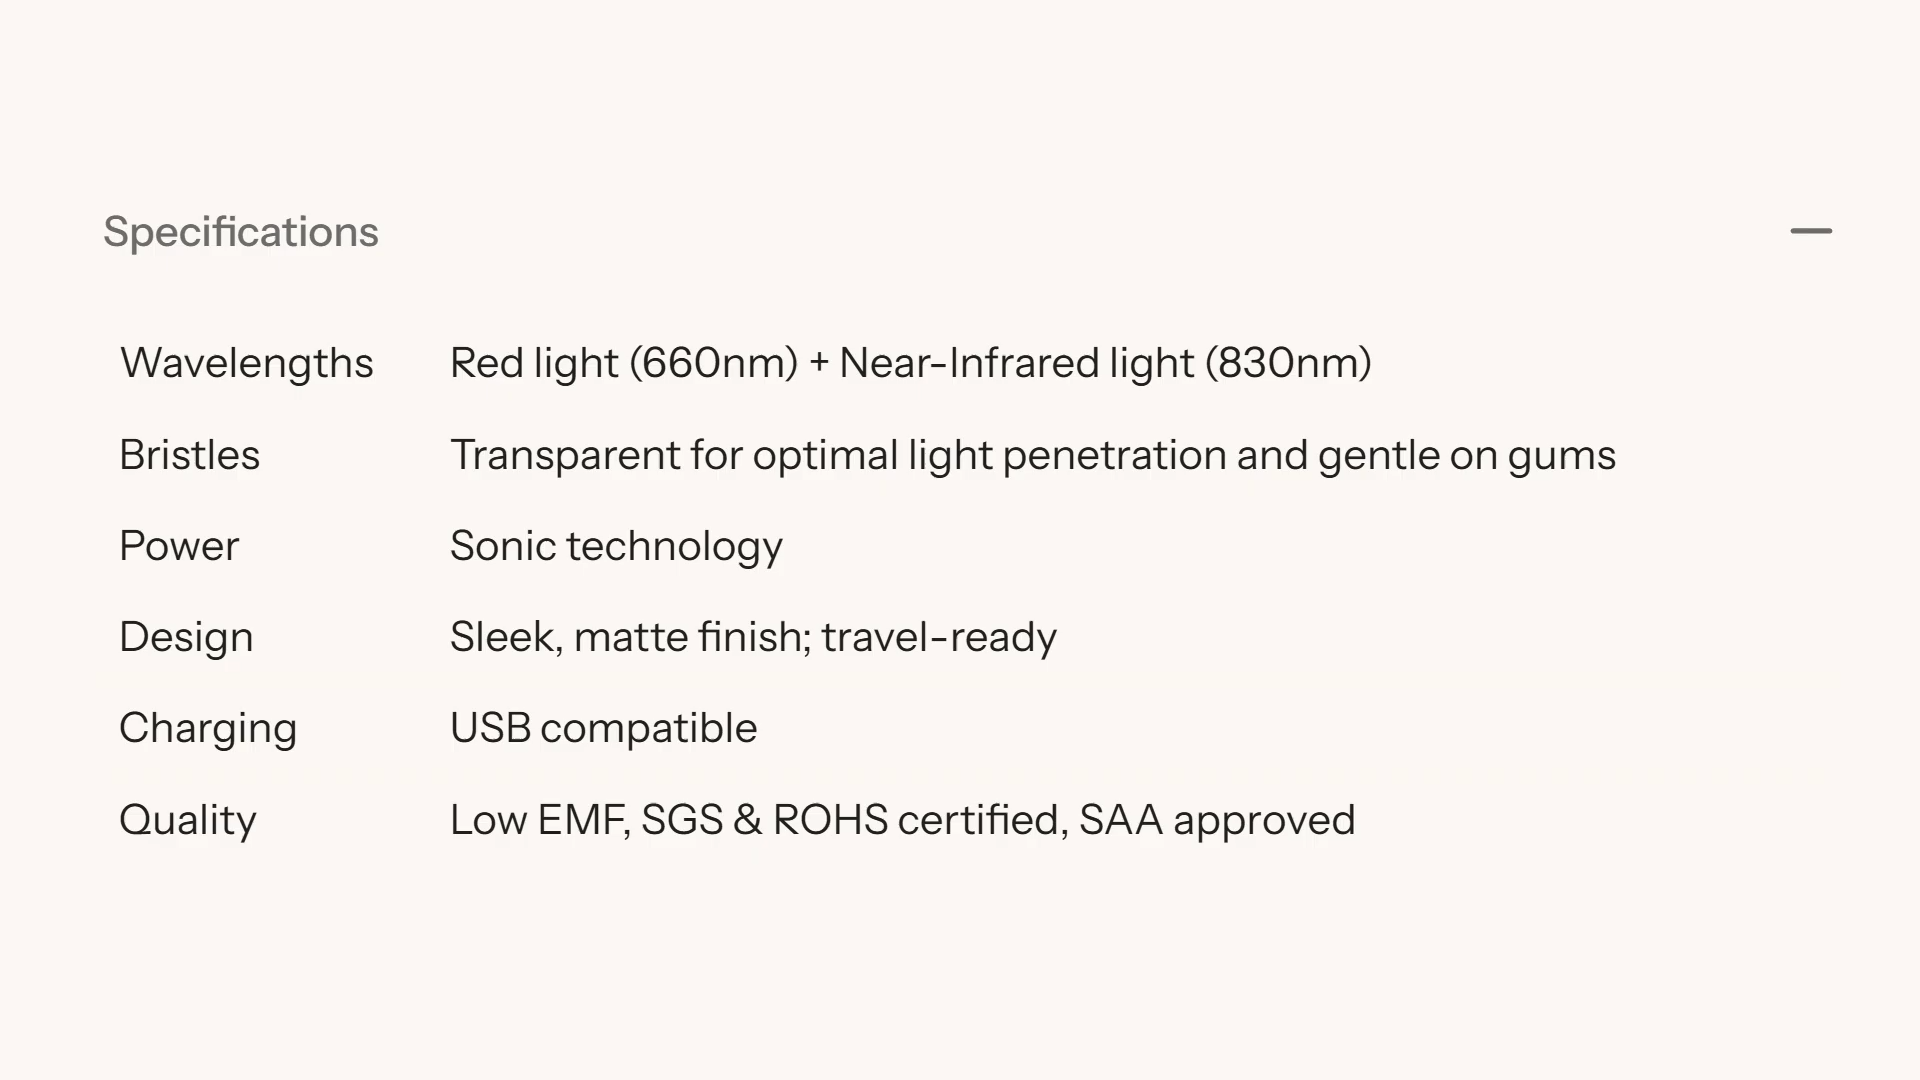 Specifications
Wavelengths Red light (660nm) + Near-Infrared light (830nm)
Bristles Transparent for optimal light penetration and gentle on gums
Power Sonic technology
Design Sleek, matte finish; travel-ready
Charging USB compatible
Quality Low EMF, SGS & ROHS certified, SAA approved